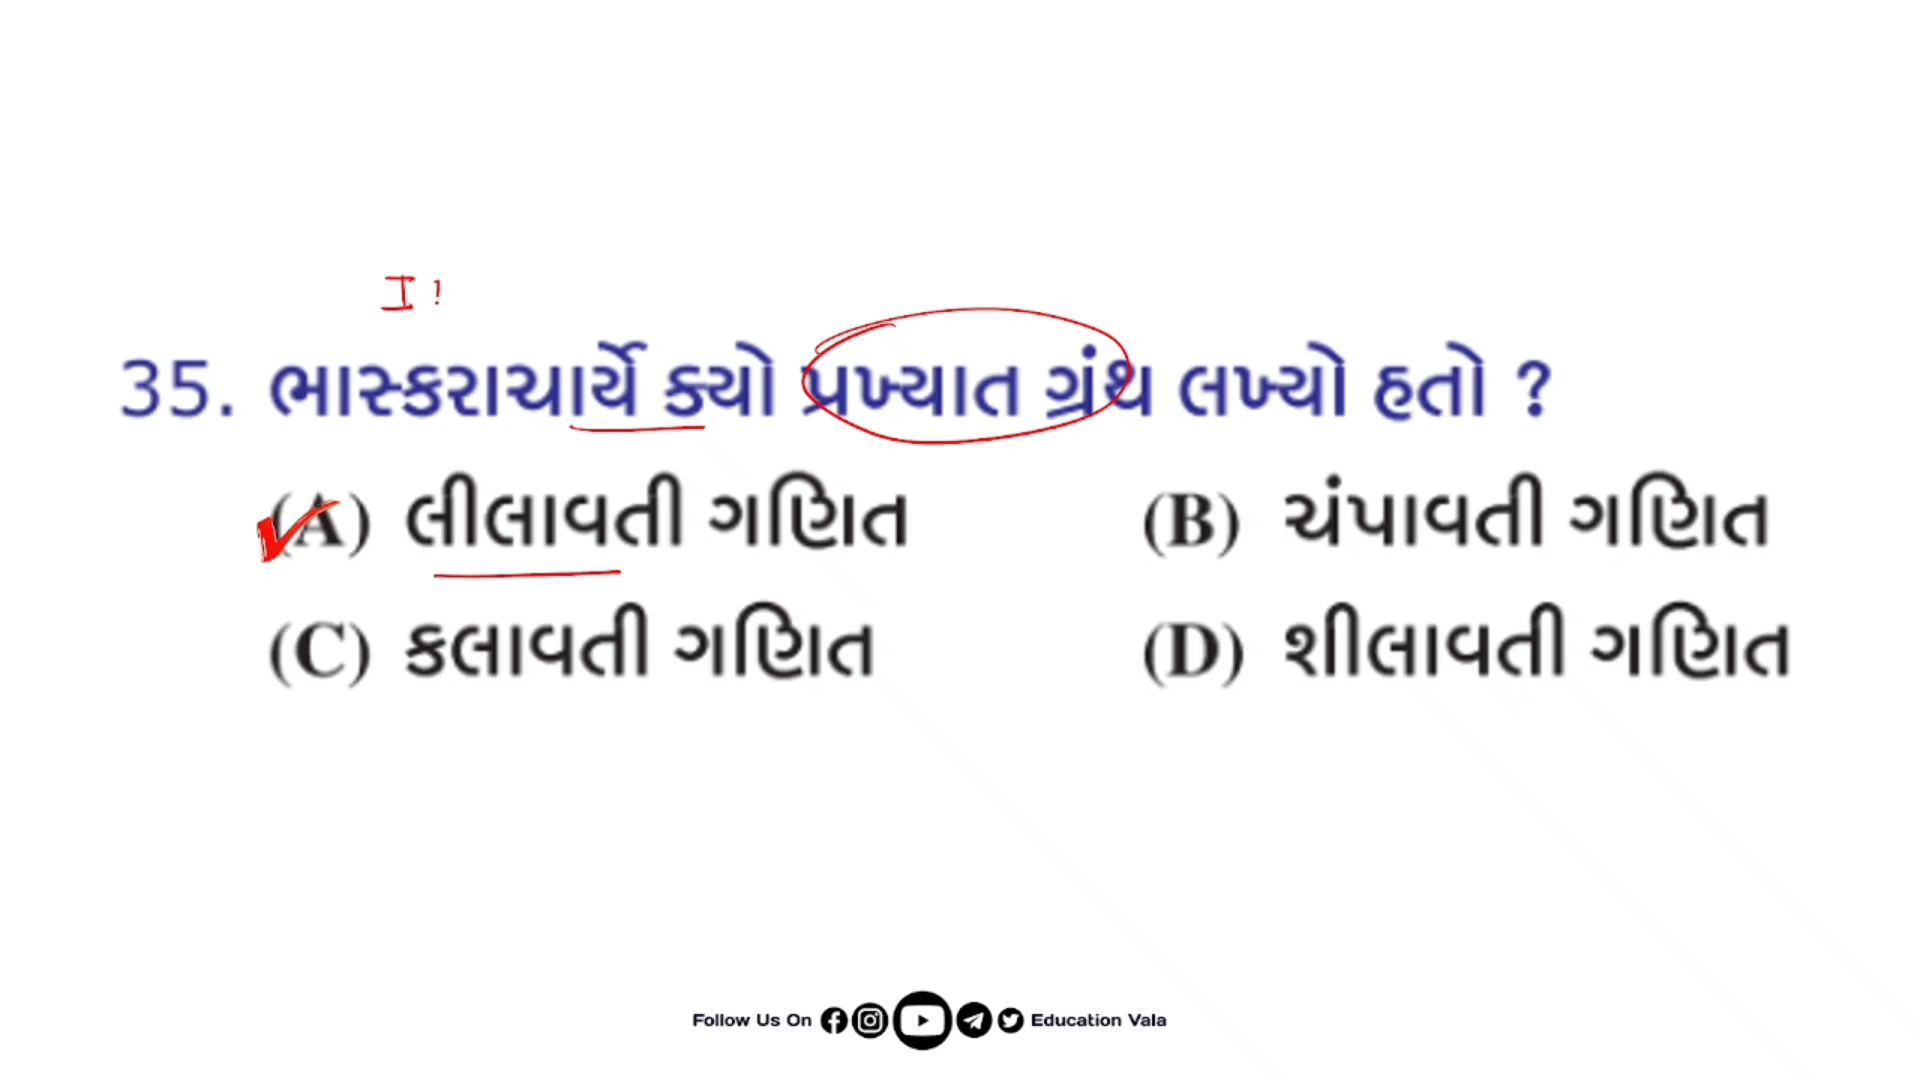 I!
35. ભાસ્કરાચાર્યે ક્યો પ્રખ્યાત ગ્રંથ લખ્યો હતો ?
(A) લીલાવતી ગણિત (B) ચંપાવતી ગણિત
(C) કલાવતી ગણિત (D) શીલાવતી ગણિત
Follow Us On Education Vala